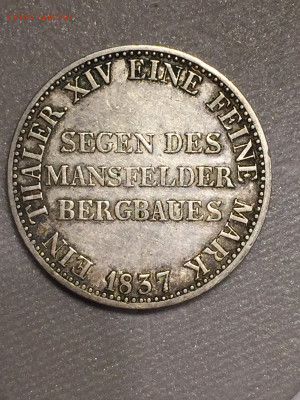 EIN THALER XIV EINE FEINE MARK
SEGEN DES
MANSFELDER
BERGBAUES
1837